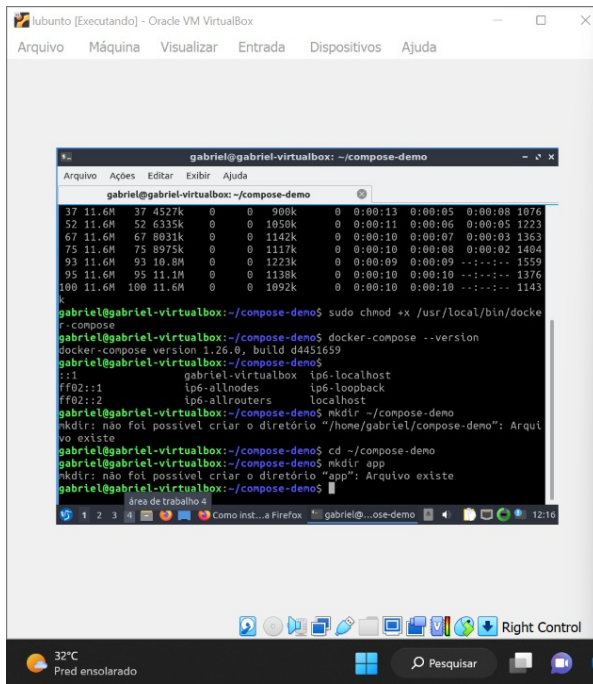 lubunto [Executando] - Oracle VM VirtualBox
Arquivo Máquina Visualizar Entrada Dispositivos Ajuda
gabriel@gabriel-virtualbox: ~/compose-demo
Arquivo Ações Editar Exibir Ajuda
gabriel@gabriel-virtualbox: ~/compose-demo
37 11.6M 37 4527k 0 0 900k 0 0:00:13 0:00:05 0:00:08 1076
52 11.6M 52 6335k 0 0 1050k 0 0:00:11 0:00:06 0:00:05 1223
67 11.6M 67 8031k 0 0 1142k 0 0:00:10 0:00:07 0:00:03 1363
75 11.6M 75 8975k 0 0 1117k 0 0:00:10 0:00:08 0:00:02 1404
93 11.6M 93 10.8M 0 0 1223k 0 0:00:09 0:00:09 --:--:-- 1559
95 11.6M 95 11.1M 0 0 1138k 0 0:00:10 0:00:10 --:--:-- 1376
100 11.6M 100 11.6M 0 0 1092k 0 0:00:10 0:00:10 --:--:-- 1143
k
gabriel@gabriel-virtualbox:~/compose-demo$ sudo chmod +x /usr/local/bin/docke
r-compose
gabriel@gabriel-virtualbox:~/compose-demo$ docker-compose --version
docker-compose version 1.26.0, build d4451659
gabriel@gabriel-virtualbox:~/compose-demo$
::1 gabriel-virtualbox ip6-localhost
ff02::1 ip6-allnodes ip6-loopback
ff02::2 ip6-allrouters localhost
gabriel@gabriel-virtualbox:~/compose-demo$ mkdir ~/compose-demo
mkdir: não foi possível criar o diretório “/home/gabriel/compose-demo”: Arqui
vo existe
gabriel@gabriel-virtualbox:~/compose-demo$ cd ~/compose-demo
gabriel@gabriel-virtualbox:~/compose-demo$ mkdir app
mkdir: não foi possível criar o diretório “app”: Arquivo existe
gabriel@gabriel-virtualbox:~/compose-demo$
área de trabalho 4
1 2 3 4 Como inst...a Firefox gabriel@...ose-demo 12:16
Right Control
32°C
Pred ensolarado
Pesquisar